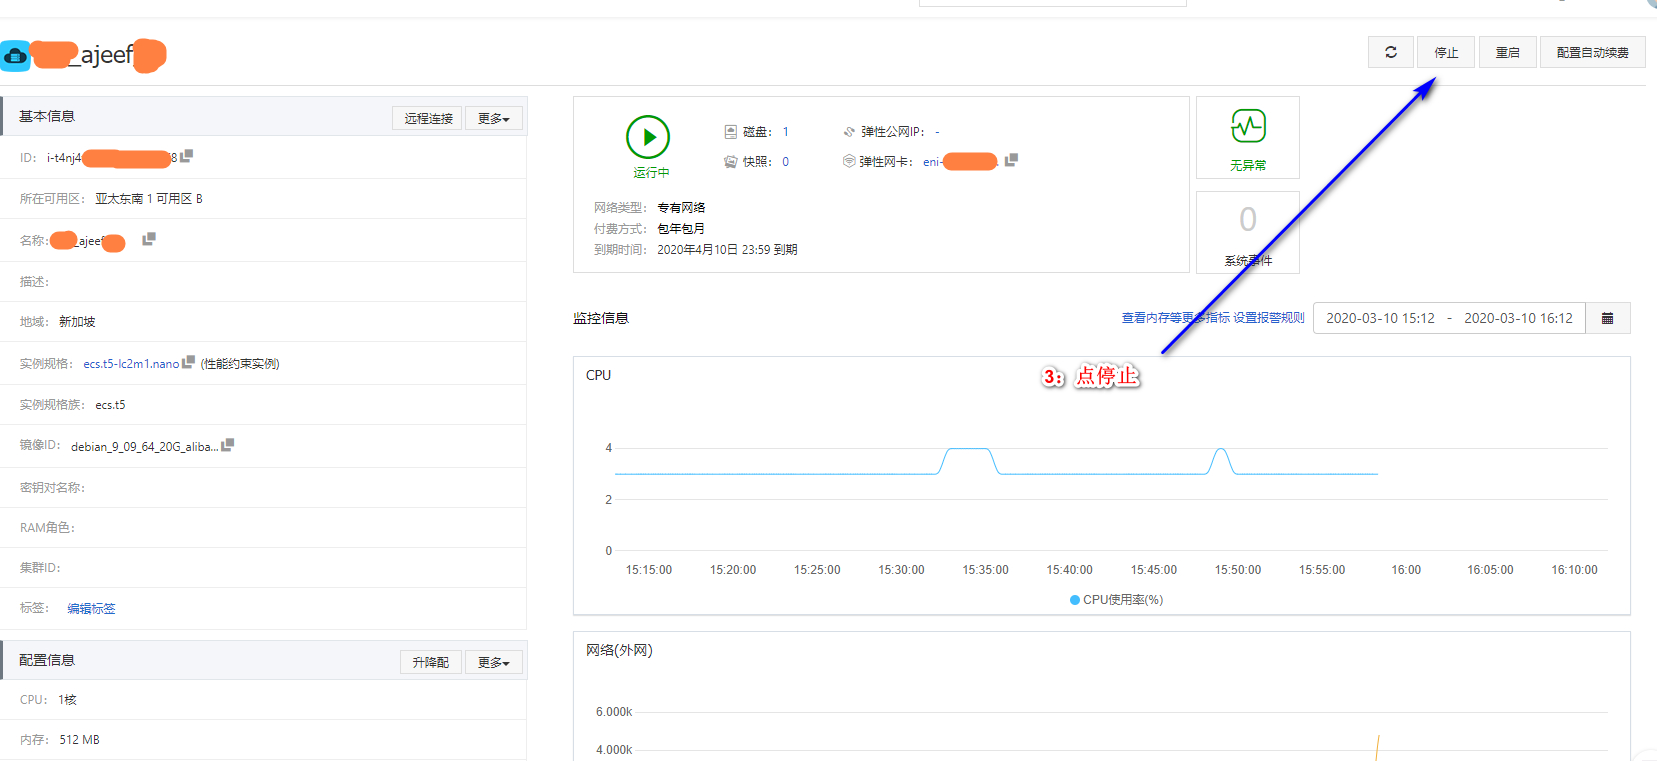 _ajeef_
停止
重启
配置自动续费
基本信息
远程连接
更多
ID： i-t4nj4 8
所在可用区： 亚太东南 1 可用区 B
名称： _ajeef
描述：
地域： 新加坡
实例规格： ecs.t5-lc2m1.nano (性能约束实例)
实例规格族： ecs.t5
镜像ID： debian_9_09_64_20G_aliba...
密钥对名称：
RAM角色：
集群ID：
标签： 编辑标签
配置信息
升降配
更多
CPU： 1核
内存： 512 MB
运行中
磁盘： 1
弹性公网IP： -
快照： 0
弹性网卡： eni-
网络类型： 专有网络
付费方式： 包年包月
到期时间： 2020年4月10日 23:59 到期
无异常
0
系统事件
监控信息
查看内存等更多指标 设置报警规则
2020-03-10 15:12 - 2020-03-10 16:12
3：点停止
CPU
4
2
0
15:15:00 15:20:00 15:25:00 15:30:00 15:35:00 15:40:00 15:45:00 15:50:00 15:55:00 16:00 16:05:00 16:10:00
CPU使用率(%)
网络(外网)
6.000k
4.000k